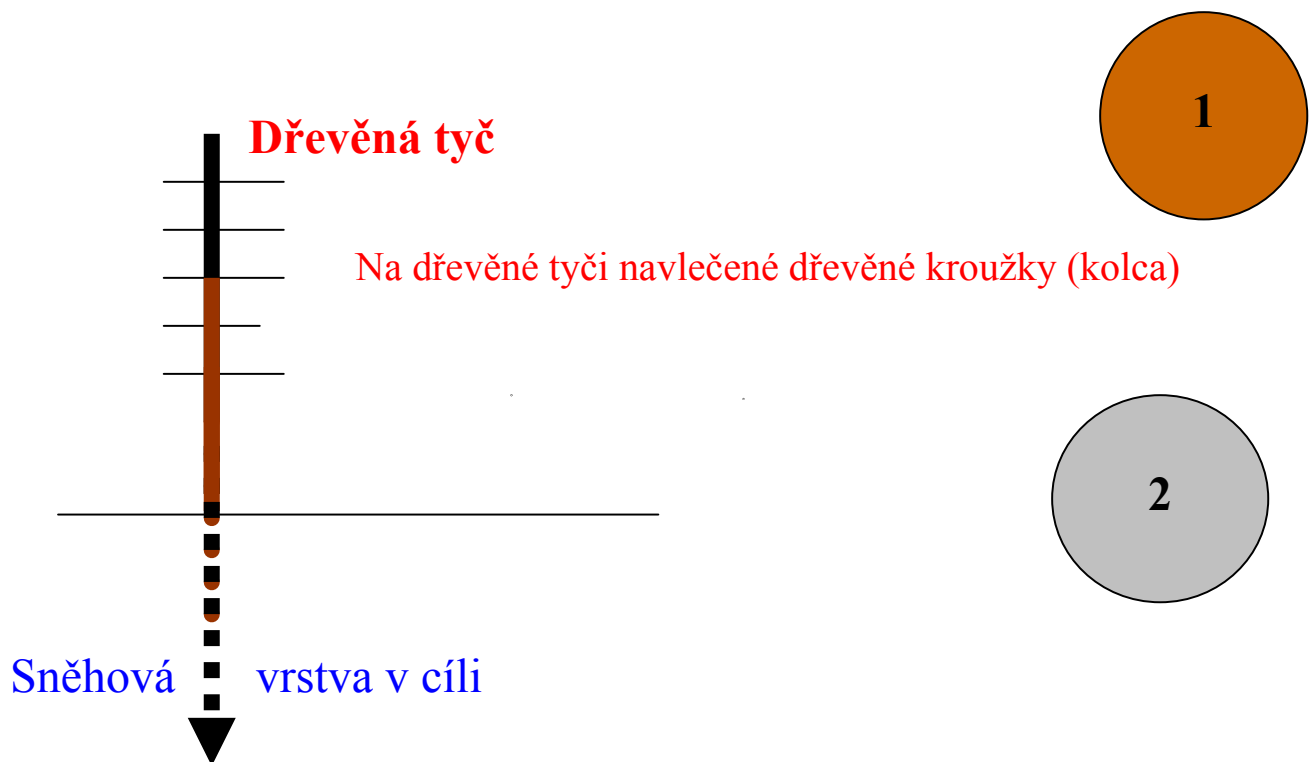 1
Dřevěná tyč
Na dřevěné tyči navlečené dřevěné kroužky (kolca)
2
Sněhová vrstva v cíli